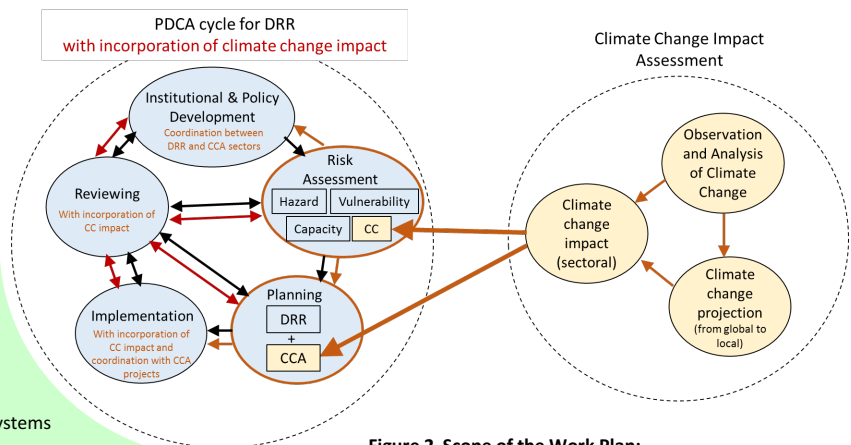 PDCA cycle for DRR
with incorporation of climate change impact
Climate Change Impact
Assessment
Institutional & Policy
Development
Coordination between
DRR and CCA sectors
Risk
Assessment
Hazard
Vulnerability
Capacity
CC
Reviewing
With incorporation of
CC impact
Planning
DRR
+
CCA
Implementation
With incorporation of
CC impact and
coordination with CCA
projects
Observation
and Analysis
of Climate
Change
Climate
change
impact
(sectoral)
Climate
change
projection
(from global to
local)
ystems
Figure 2. Scope of the Work Plan: